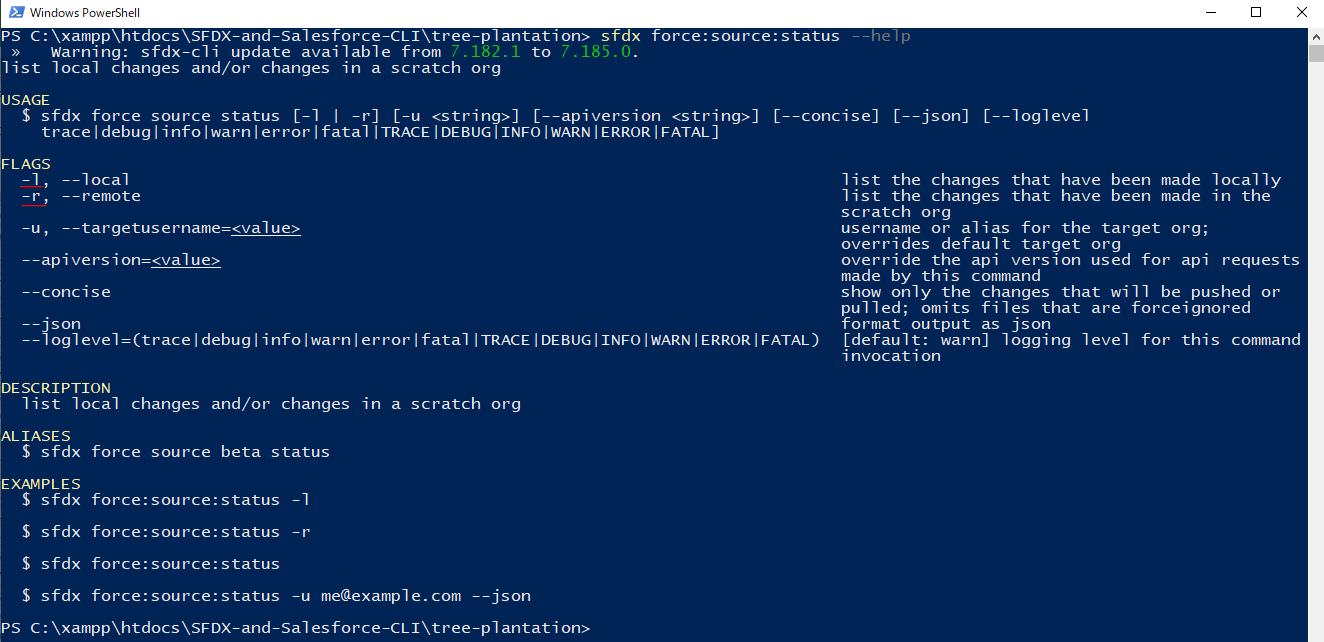 Windows PowerShell
PS C:\xampp\htdocs\SFDX-and-Salesforce-CLI\tree-plantation> sfdx force:source:status --help
»   Warning: sfdx-cli update available from 7.182.1 to 7.185.0.
list local changes and/or changes in a scratch org
USAGE
$ sfdx force source status [-l | -r] [-u <string>] [--apiversion <string>] [--concise] [--json] [--loglevel
trace|debug|info|warn|error|fatal|TRACE|DEBUG|INFO|WARN|ERROR|FATAL]
FLAGS
-l, --local list the changes that have been made locally
-r, --remote list the changes that have been made in the
scratch org
-u, --targetusername=<value> username or alias for the target org;
overrides default target org
--apiversion=<value> override the api version used for api requests
made by this command
--concise show only the changes that will be pushed or
pulled; omits files that are forceignored
--json format output as json
--loglevel=(trace|debug|info|warn|error|fatal|TRACE|DEBUG|INFO|WARN|ERROR|FATAL) [default: warn] logging level for this command
invocation
DESCRIPTION
list local changes and/or changes in a scratch org
ALIASES
$ sfdx force source beta status
EXAMPLES
$ sfdx force:source:status -l
$ sfdx force:source:status -r
$ sfdx force:source:status
$ sfdx force:source:status -u me@example.com --json
PS C:\xampp\htdocs\SFDX-and-Salesforce-CLI\tree-plantation>